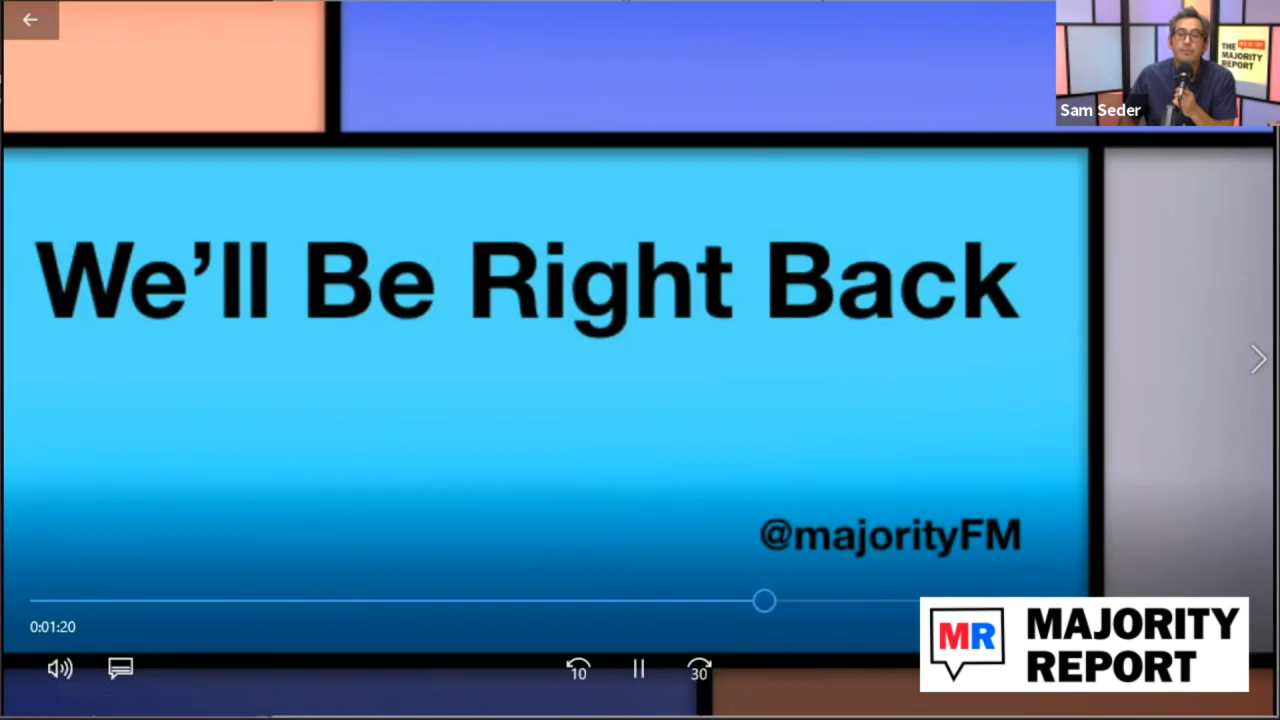 THE
MAJORITY
REPORT
Sam Seder
We’ll Be Right Back
@majorityFM
0:01:20
10
30
MR
MAJORITY
REPORT